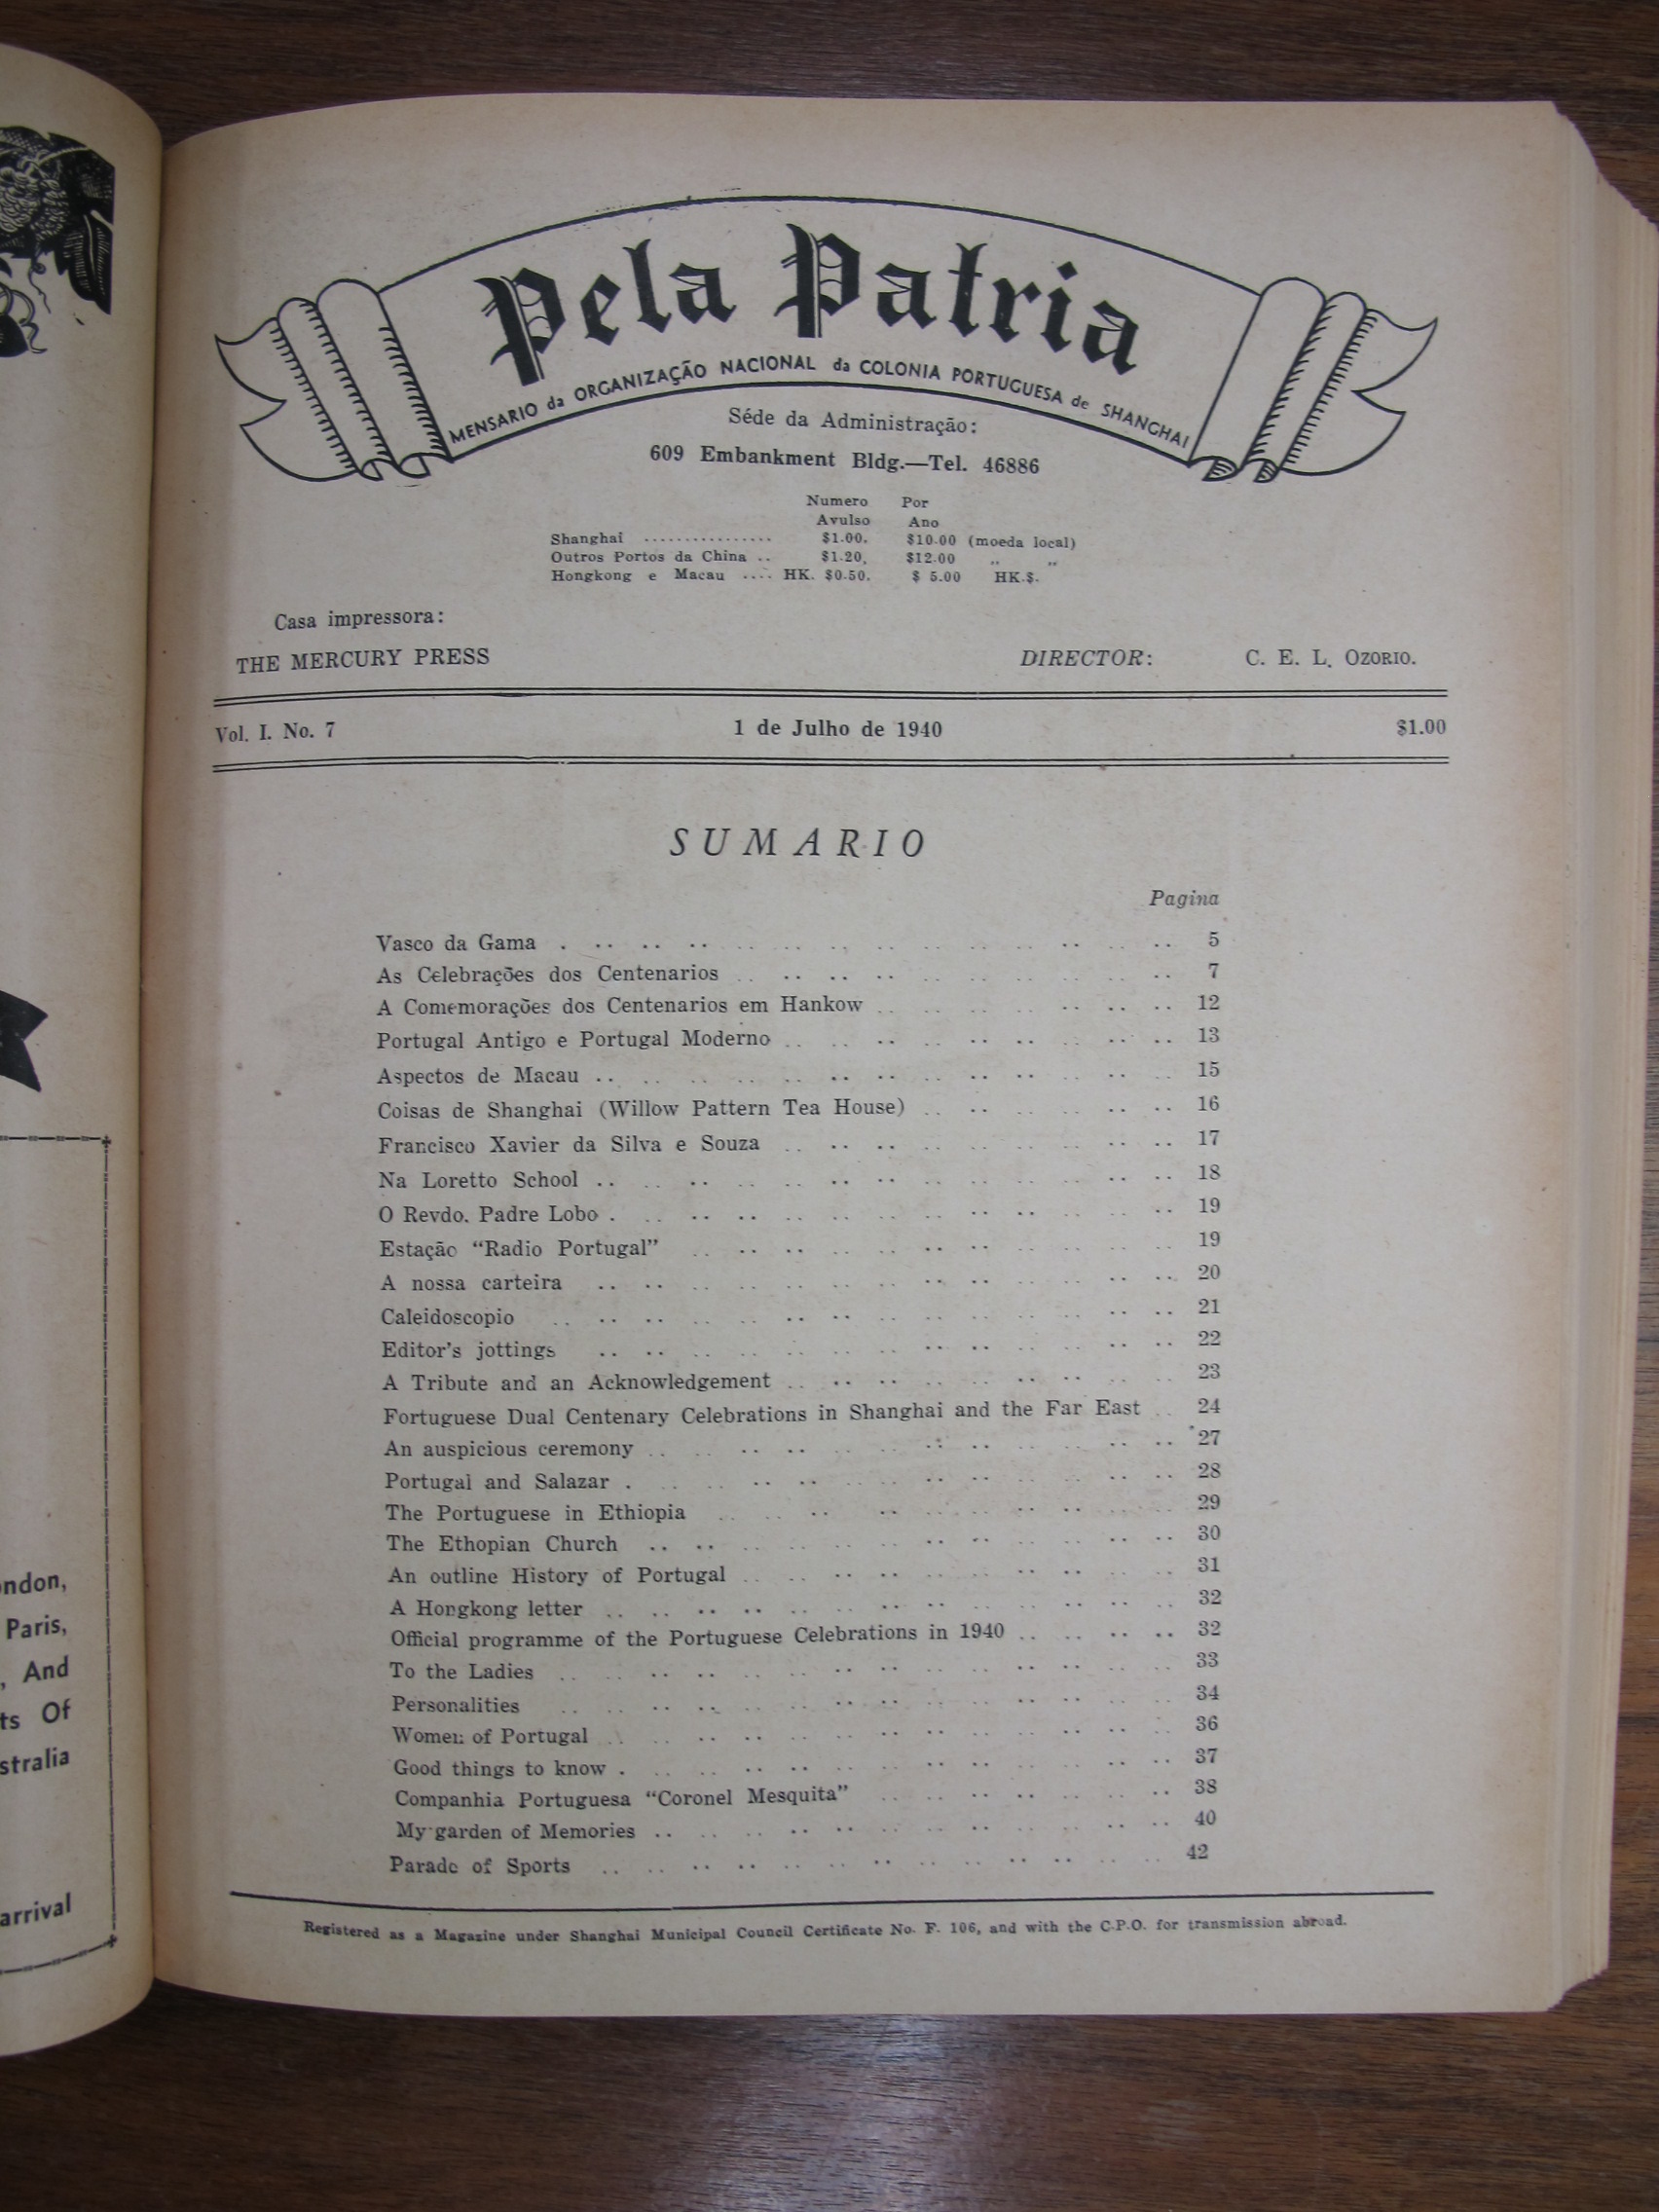 ndon,
Paris,
, And
ts Of
stralia
arrival
Pela Patria
MENSARIO da ORGANIZAÇÃO NACIONAL da COLONIA PORTUGUESA de SHANGHAI
Séde da Administração:
609 Embankment Bldg.—Tel. 46886
Numero Por
Avulso Ano
Shanghai ................ $1.00. $10.00 (moeda local)
Outros Portos da China .. $1.20, $12.00 „ „
Hongkong e Macau .... HK. $0.50. $ 5.00 HK.$.
Casa impressora:
THE MERCURY PRESS DIRECTOR: C. E. L. OZORIO.
Vol. I. No. 7 1 de Julho de 1940 $1.00
SUMARIO
Pagina
Vasco da Gama 5
As Celebrações dos Centenarios 7
A Comemorações dos Centenarios em Hankow 12
Portugal Antigo e Portugal Moderno 13
Aspectos de Macau 15
Coisas de Shanghai (Willow Pattern Tea House) 16
Francisco Xavier da Silva e Souza 17
Na Loretto School 18
O Revdo. Padre Lobo 19
Estação “Radio Portugal” 19
A nossa carteira 20
Caleidoscopio 21
Editor's jottings 22
A Tribute and an Acknowledgement 23
Fortuguese Dual Centenary Celebrations in Shanghai and the Far East 24
An auspicious ceremony 27
Portugal and Salazar 28
The Portuguese in Ethiopia 29
The Ethopian Church 30
An outline History of Portugal 31
A Hongkong letter 32
Official programme of the Portuguese Celebrations in 1940 32
To the Ladies 33
Personalities 34
Women of Portugal 36
Good things to know 37
Companhia Portuguesa “Coronel Mesquita” 38
My garden of Memories 40
Parade of Sports 42
Registered as a Magazine under Shanghai Municipal Council Certificate No. F. 106, and with the C.P.O. for transmission abroad.